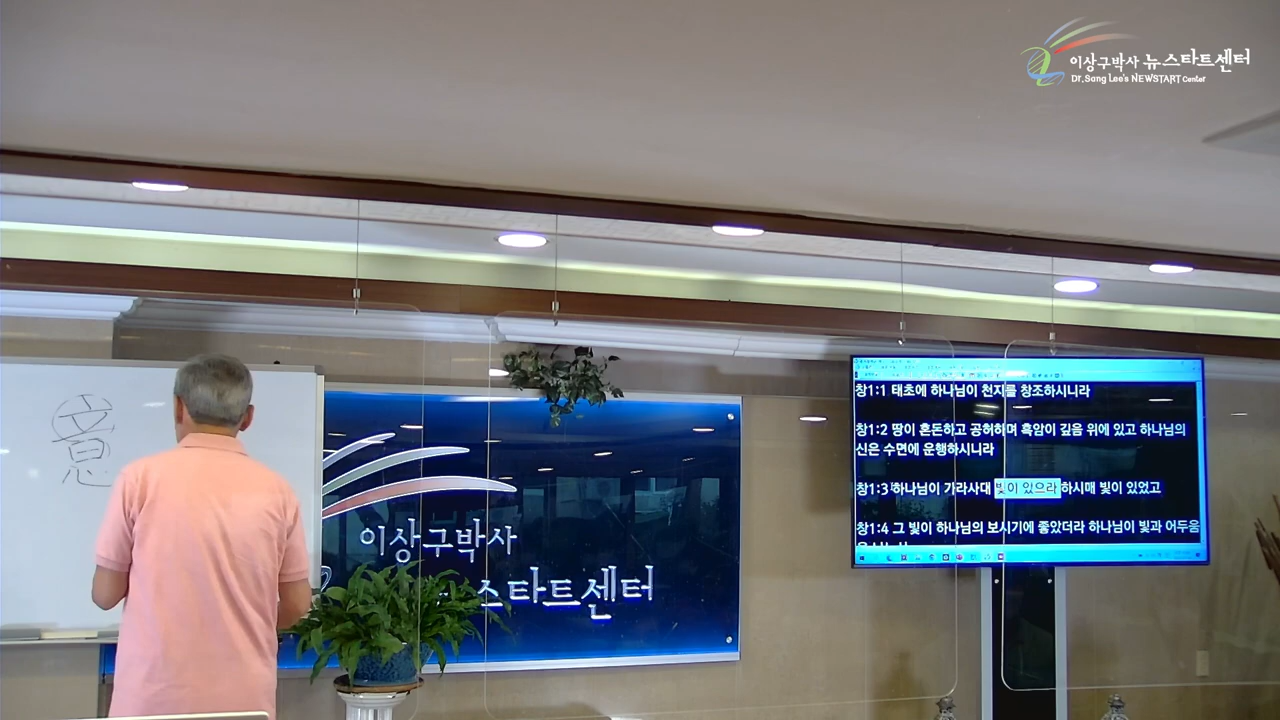 이상구박사 뉴스타트센터
Dr. Sang Lee's NEWSTART Center
意
이상구박사
스타트센터
창1:1 태초에 하나님이 천지를 창조하시니라
창1:2 땅이 혼돈하고 공허하며 흑암이 깊음 위에 있고 하나님의
신은 수면에 운행하시니라
창1:3 하나님이 가라사대 빛이 있으라 하시매 빛이 있었고
창1:4 그 빛이 하나님의 보시기에 좋았더라 하나님이 빛과 어두움